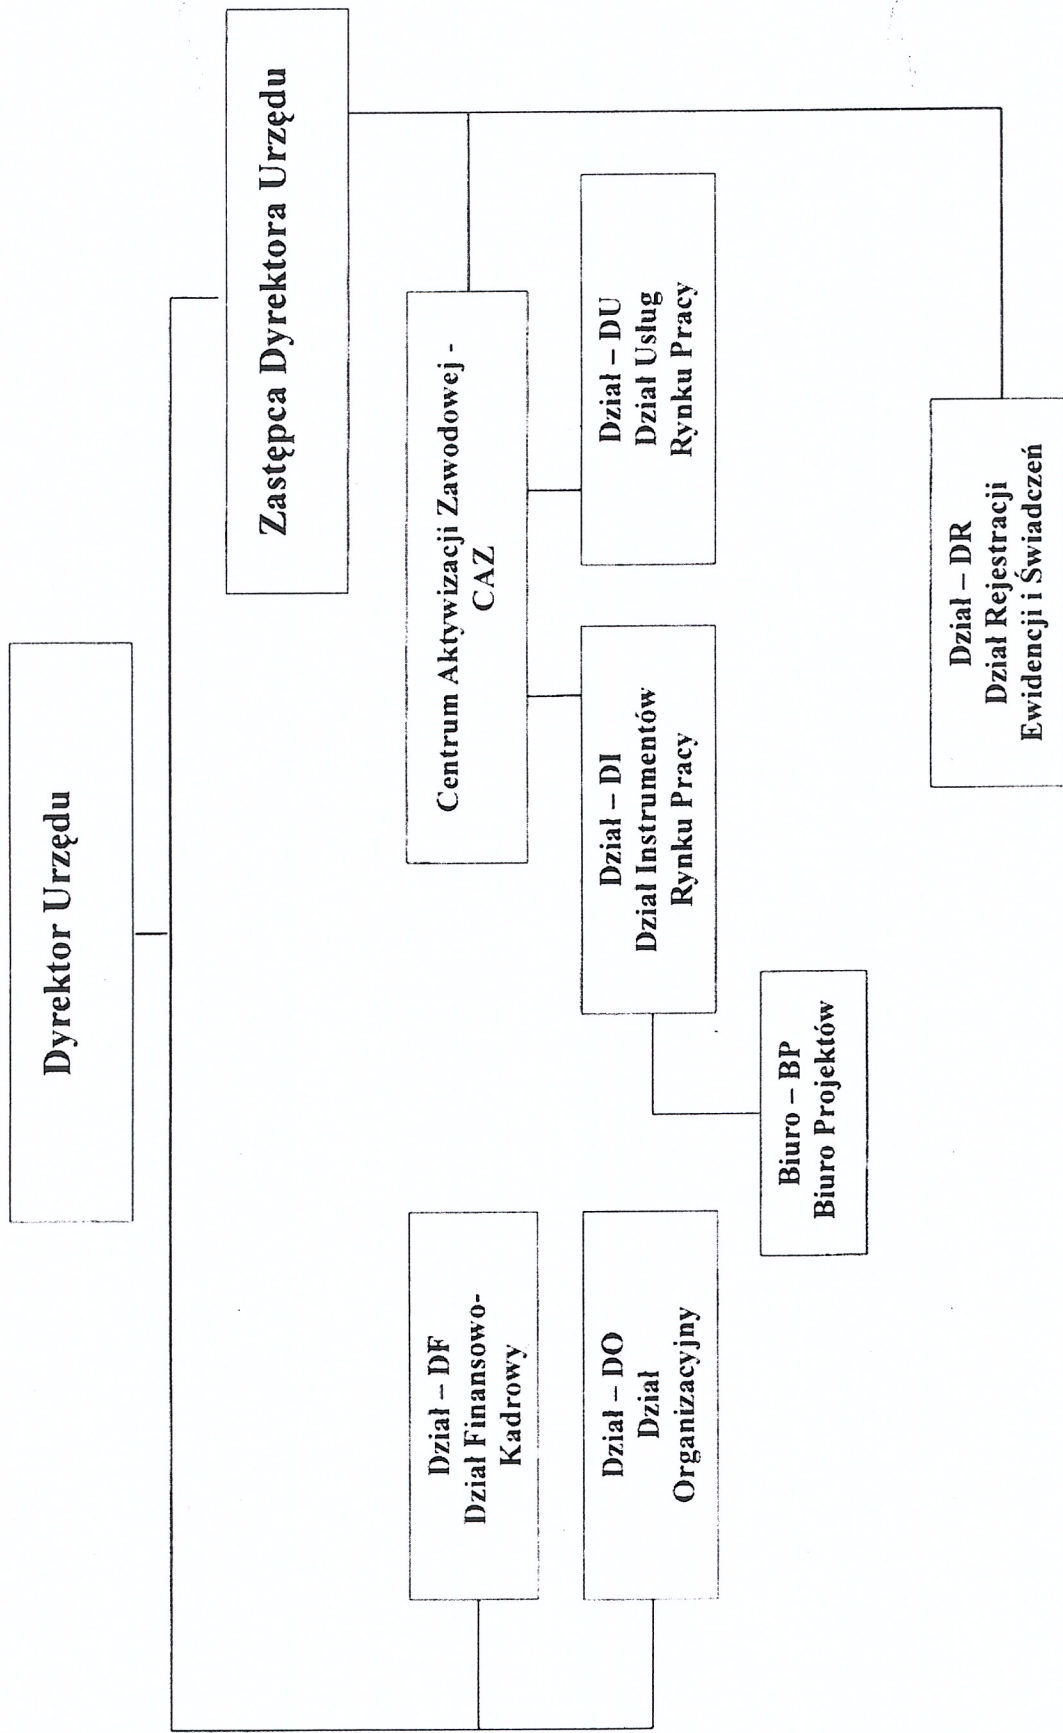 Dyrektor Urzędu
Zastępca Dyrektora Urzędu
Dział – DF
Dział Finansowo-
Kadrowy
Centrum Aktywizacji Zawodowej -
CAZ
Dział – DO
Dział
Organizacyjny
Dział – DI
Dział Instrumentów
Rynku Pracy
Dział – DU
Dział Usług
Rynku Pracy
Biuro – BP
Biuro Projektów
Dział – DR
Dział Rejestracji
Ewidencji i Świadczeń